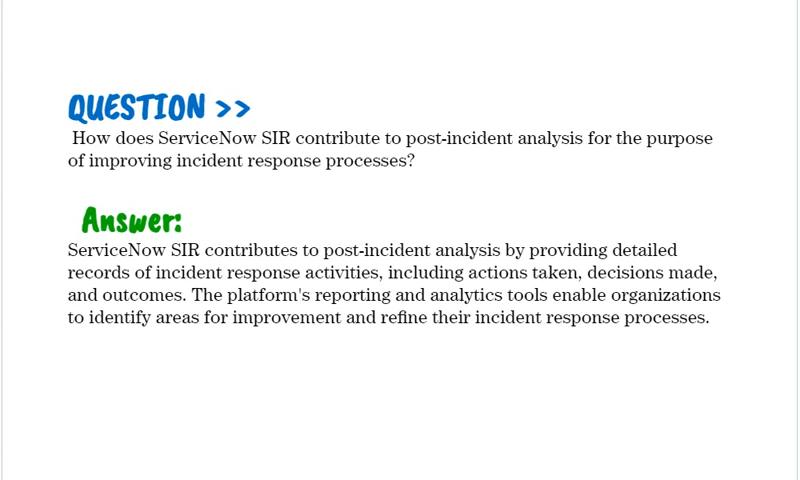 QUESTION >>
How does ServiceNow SIR contribute to post-incident analysis for the purpose
of improving incident response processes?
Answer:
ServiceNow SIR contributes to post-incident analysis by providing detailed
records of incident response activities, including actions taken, decisions made,
and outcomes. The platform's reporting and analytics tools enable organizations
to identify areas for improvement and refine their incident response processes.